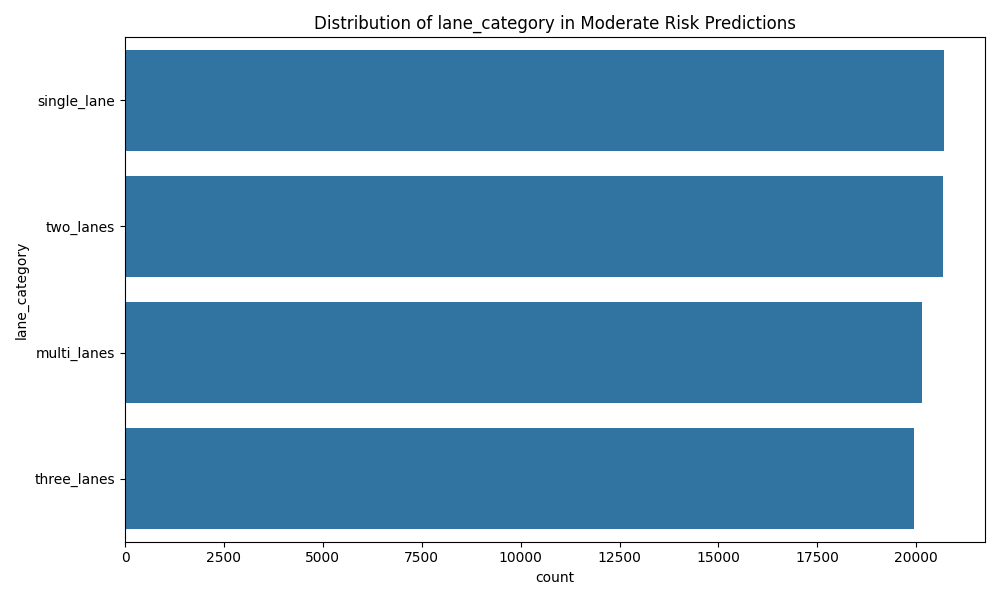 Distribution of lane_category in Moderate Risk Predictions
single_lane
two_lanes
multi_lanes
three_lanes
lane_category
0 2500 5000 7500 10000 12500 15000 17500 20000
count